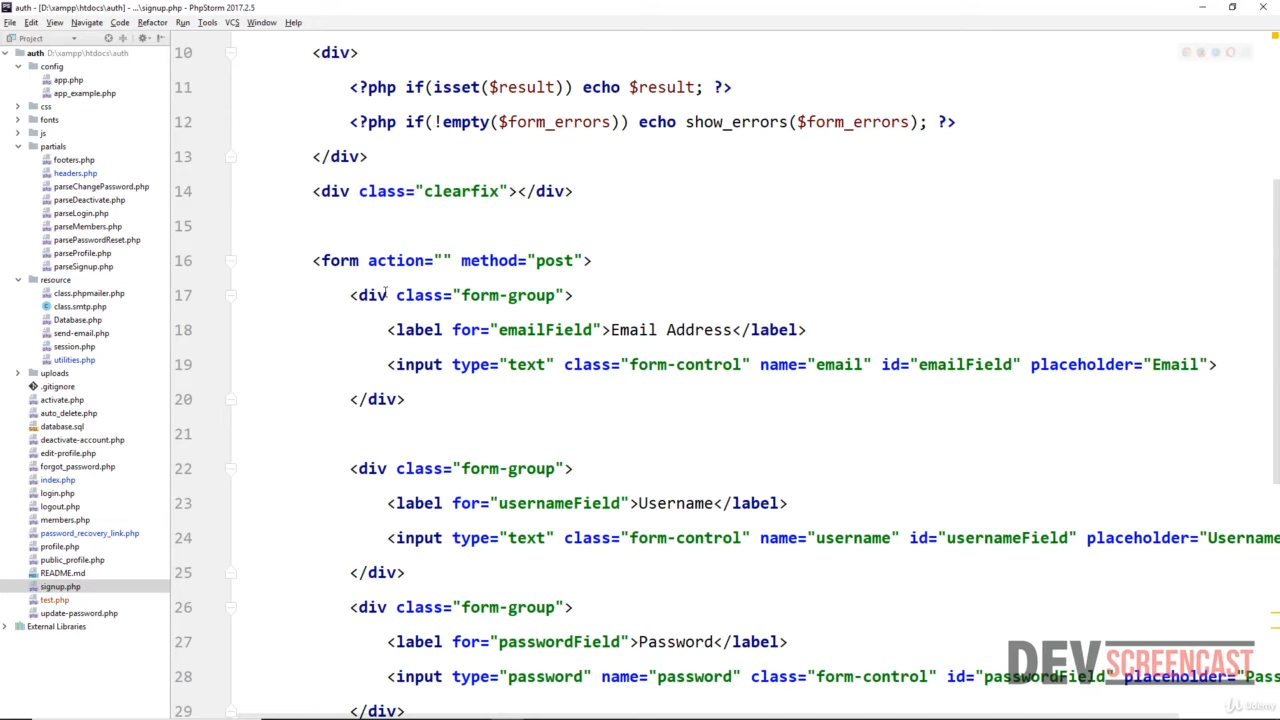 auth - [D:\xampp\htdocs\auth] - ...\signup.php - PhpStorm 2017.2.5
File Edit View Navigate Code Refactor Run Tools VCS Window Help
Project
auth D:\xampp\htdocs\auth
config
app.php
app_example.php
css
fonts
js
partials
footers.php
headers.php
parseChangePassword.php
parseDeactivate.php
parseLogin.php
parseMembers.php
parsePasswordReset.php
parseProfile.php
parseSignup.php
resource
class.phpmailer.php
class.smtp.php
Database.php
send-email.php
session.php
utilities.php
uploads
.gitignore
activate.php
auto_delete.php
database.sql
deactivate-account.php
edit-profile.php
forgot_password.php
index.php
login.php
logout.php
members.php
password_recovery_link.php
profile.php
public_profile.php
README.md
signup.php
test.php
update-password.php
External Libraries
10 <div>
11 <?php if(isset($result)) echo $result; ?>
12 <?php if(!empty($form_errors)) echo show_errors($form_errors); ?>
13 </div>
14 <div class="clearfix"></div>
15
16 <form action="" method="post">
17 <div class="form-group">
18 <label for="emailField">Email Address</label>
19 <input type="text" class="form-control" name="email" id="emailField" placeholder="Email">
20 </div>
21
22 <div class="form-group">
23 <label for="usernameField">Username</label>
24 <input type="text" class="form-control" name="username" id="usernameField" placeholder="Username
25 </div>
26 <div class="form-group">
27 <label for="passwordField">Password</label>
28 <input type="password" name="password" class="form-control" id="passwordField" placeholder="Pass
29 </div>
DEVSCREENCAST
Udemy